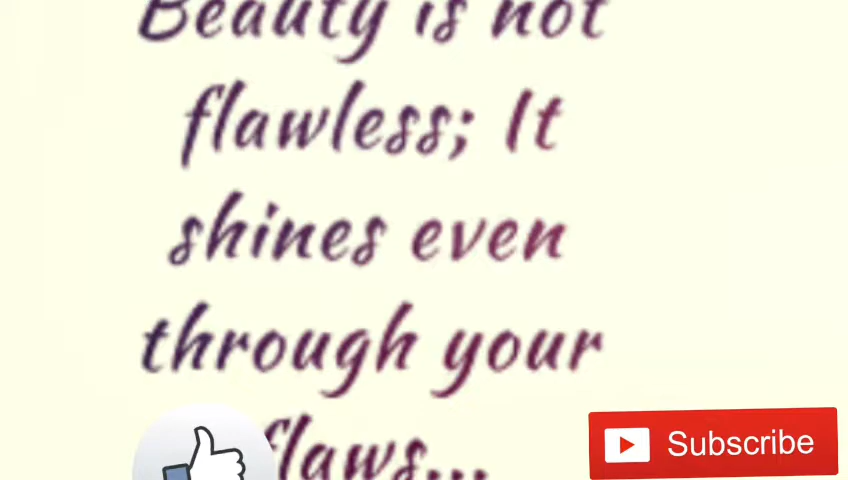 Beauty is not
flawless; It
shines even
through your
flaws...
Subscribe